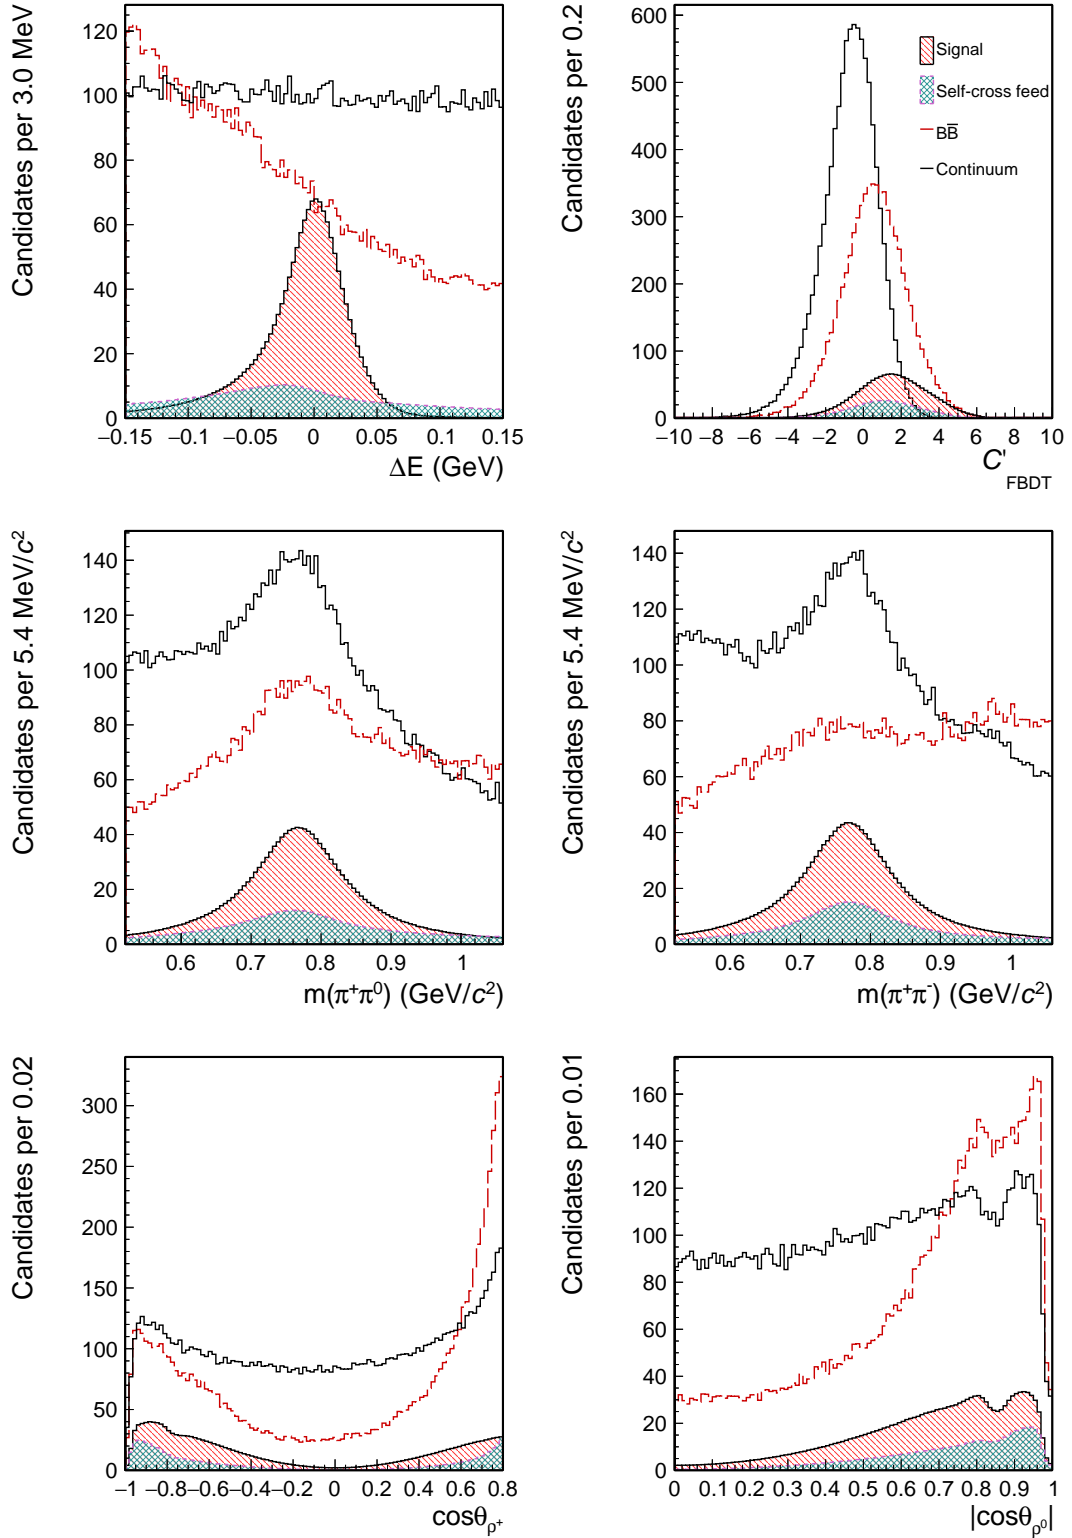 Candidates per 3.0 MeV
120
100
80
60
40
20
0
−0.15 −0.1 −0.05 0 0.05 0.1 0.15
ΔE (GeV)
Candidates per 0.2
600
500
400
300
200
100
0
−10 −8 −6 −4 −2 0 2 4 6 8 10
C'FBDT
Signal
Self-cross feed
BB̅
Continuum
Candidates per 5.4 MeV/c²
140
120
100
80
60
40
20
0
0.6 0.7 0.8 0.9 1
m(π⁺π⁰) (GeV/c²)
Candidates per 5.4 MeV/c²
140
120
100
80
60
40
20
0
0.6 0.7 0.8 0.9 1
m(π⁺π⁻) (GeV/c²)
Candidates per 0.02
300
250
200
150
100
50
0
−1 −0.8 −0.6 −0.4 −0.2 0 0.2 0.4 0.6 0.8
cosθρ⁺
Candidates per 0.01
160
140
120
100
80
60
40
20
0
0 0.1 0.2 0.3 0.4 0.5 0.6 0.7 0.8 0.9 1
|cosθρ⁰|